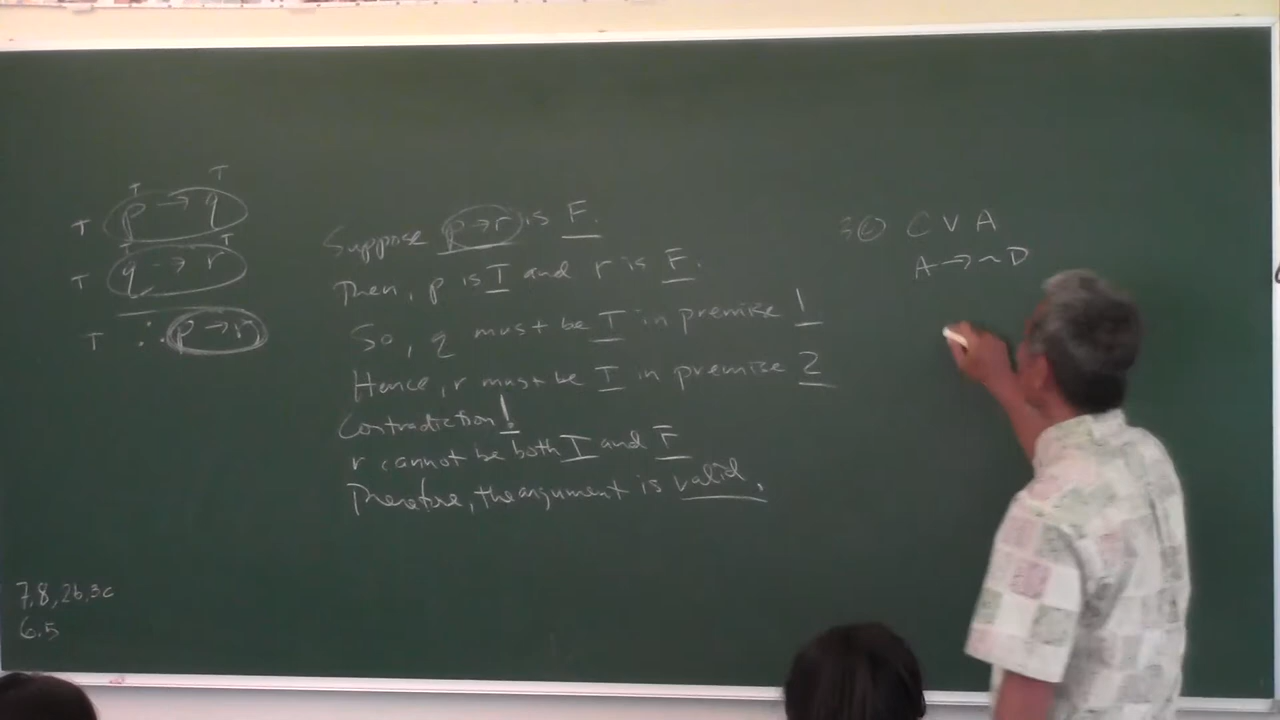 T T
T p → q
T T
T q → r
T ∴ p → r
Suppose p→r is F.
Then, p is T and r is F.
So, q must be T in premise 1
Hence, r must be T in premise 2
Contradiction!
r cannot be both T and F
Therefore, the argument is valid.
3ⓒ C V A
A → ~D
7, 8, 2b, 3c
6.5